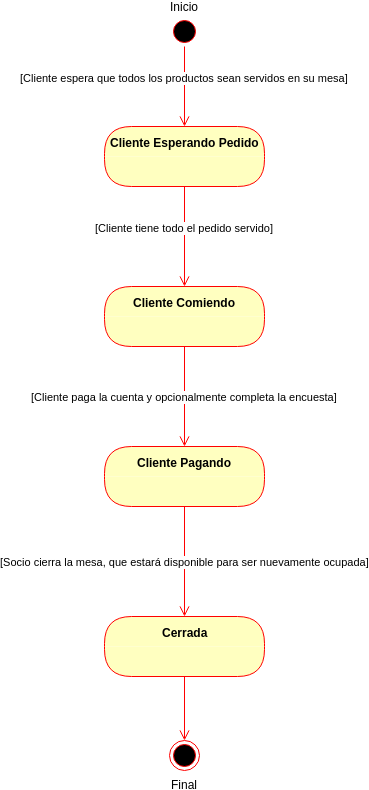 Inicio
[Cliente espera que todos los productos sean servidos en su mesa]
Cliente Esperando Pedido
[Cliente tiene todo el pedido servido]
Cliente Comiendo
[Cliente paga la cuenta y opcionalmente completa la encuesta]
Cliente Pagando
[Socio cierra la mesa, que estará disponible para ser nuevamente ocupada]
Cerrada
Final